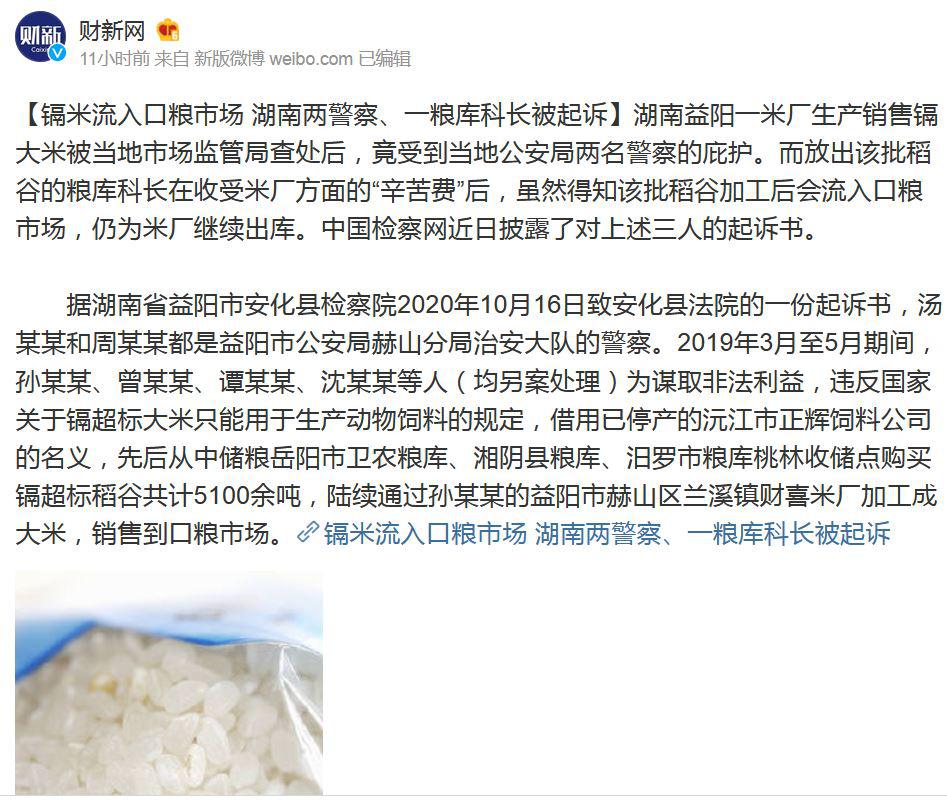 财新
Caixin
财新网
11小时前 来自 新版微博 weibo.com 已编辑
【镉米流入口粮市场 湖南两警察、一粮库科长被起诉】湖南益阳一米厂生产销售镉
大米被当地市场监管局查处后，竟受到当地公安局两名警察的庇护。而放出该批稻
谷的粮库科长在收受米厂方面的“辛苦费”后，虽然得知该批稻谷加工后会流入口粮
市场，仍为米厂继续出库。中国检察网近日披露了对上述三人的起诉书。
据湖南省益阳市安化县检察院2020年10月16日致安化县法院的一份起诉书，汤
某某和周某某都是益阳市公安局赫山分局治安大队的警察。2019年3月至5月期间，
孙某某、曾某某、谭某某、沈某某等人（均另案处理）为谋取非法利益，违反国家
关于镉超标大米只能用于生产动物饲料的规定，借用已停产的沅江市正辉饲料公司
的名义，先后从中储粮岳阳市卫农粮库、湘阴县粮库、汨罗市粮库桃林收储点购买
镉超标稻谷共计5100余吨，陆续通过孙某某的益阳市赫山区兰溪镇财喜米厂加工成
大米，销售到口粮市场。镉米流入口粮市场 湖南两警察、一粮库科长被起诉